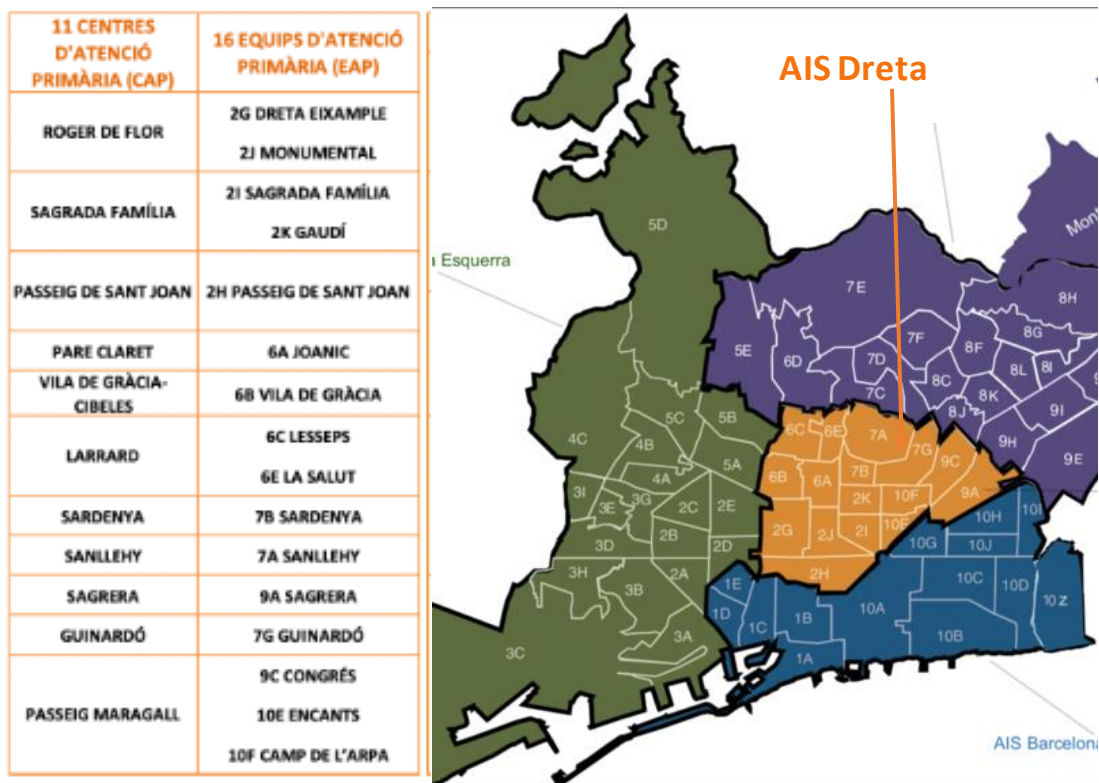 11 CENTRES
D'ATENCIÓ
PRIMÀRIA (CAP)
16 EQUIPS D'ATENCIÓ
PRIMÀRIA (EAP)
ROGER DE FLOR
2G DRETA EIXAMPLE
2J MONUMENTAL
SAGRADA FAMÍLIA
2I SAGRADA FAMÍLIA
2K GAUDÍ
PASSEIG DE SANT JOAN
2H PASSEIG DE SANT JOAN
PARE CLARET
6A JOANIC
VILA DE GRÀCIA-
CIBELES
6B VILA DE GRÀCIA
LARRARD
6C LESSEPS
6E LA SALUT
SARDENYA
7B SARDENYA
SANLLEHY
7A SANLLEHY
SAGRERA
9A SAGRERA
GUINARDÓ
7G GUINARDÓ
PASSEIG MARAGALL
9C CONGRÉS
10E ENCANTS
10F CAMP DE L'ARPA
AIS Dreta
Esquerra
5D
7E
8H
8G
5E
6D
7F
7D
8F
8L
8I
8C
7C
8K
8J
9I
9H
9E
5C
5B
4C
4B
5A
4A
3I
3E
3G
2C
2E
3D
2B
2D
3H
2A
3B
3A
3C
6C
6E
7A
7G
9C
6B
6A
7B
9A
2K
10F
2G
2J
2I
10E
2H
10H
10I
10G
10J
1E
10C
10D
10Z
1D
1C
1B
10A
10B
1A
AIS Barcelona